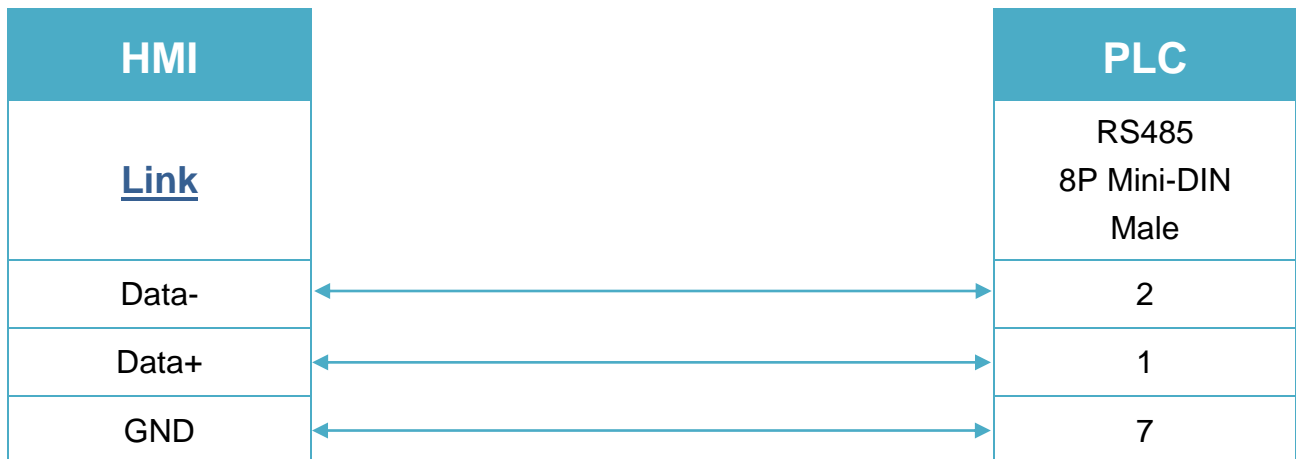 HMI PLC
Link
RS485
8P Mini-DIN
Male
Data- 2
Data+ 1
GND 7